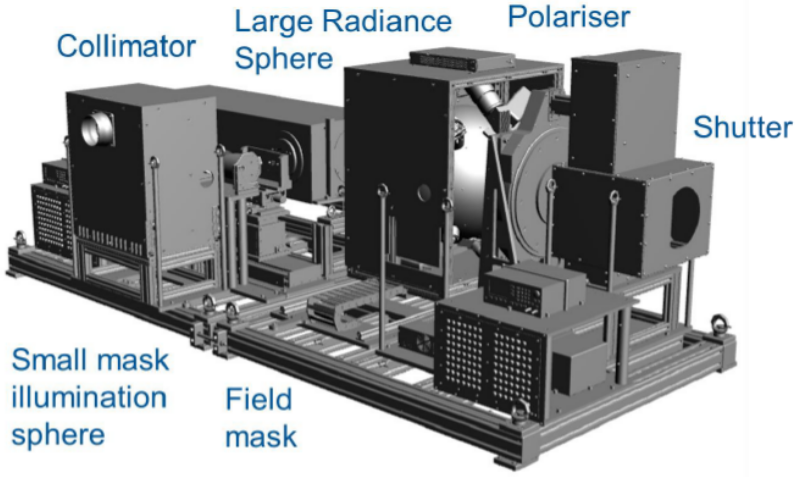 Collimator
Large Radiance
Sphere
Polariser
Shutter
Small mask
illumination
sphere
Field
mask